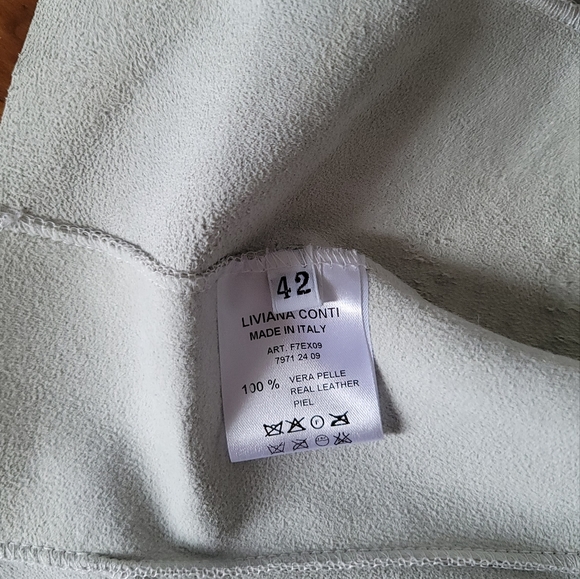 42
LIVIANA CONTI
MADE IN ITALY
ART. F7EX09
7971 24 09
100 % VERA PELLE
REAL LEATHER
PIEL
F